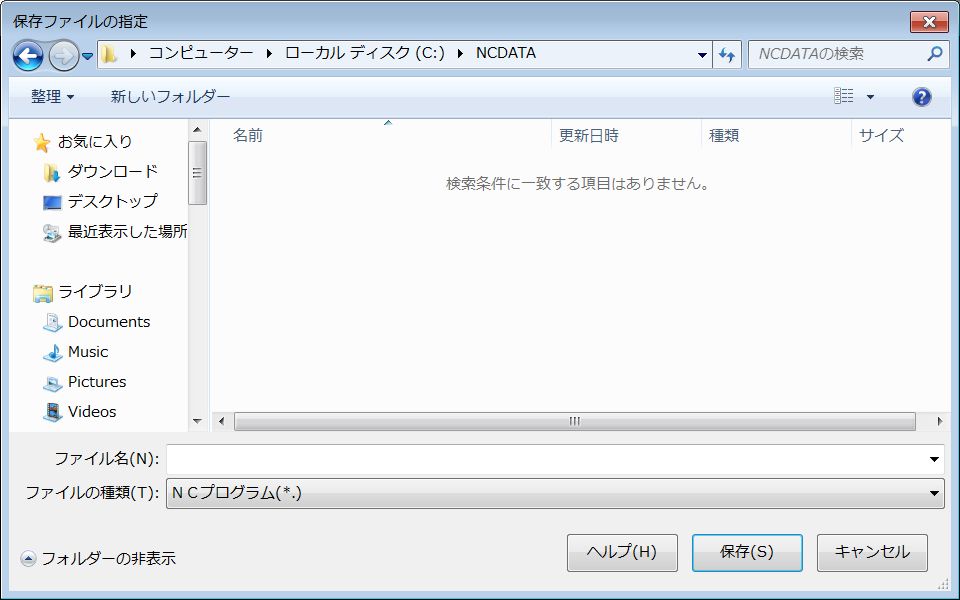 保存ファイルの指定
コンピューター ローカル ディスク (C:) NCDATA NCDATAの検索
整理 新しいフォルダー
お気に入り
ダウンロード
デスクトップ
最近表示した場所
ライブラリ
Documents
Music
Pictures
Videos
名前 更新日時 種類 サイズ
検索条件に一致する項目はありません。
ファイル名(N):
ファイルの種類(T): ＮＣプログラム(*.)
フォルダーの非表示 ヘルプ(H) 保存(S) キャンセル